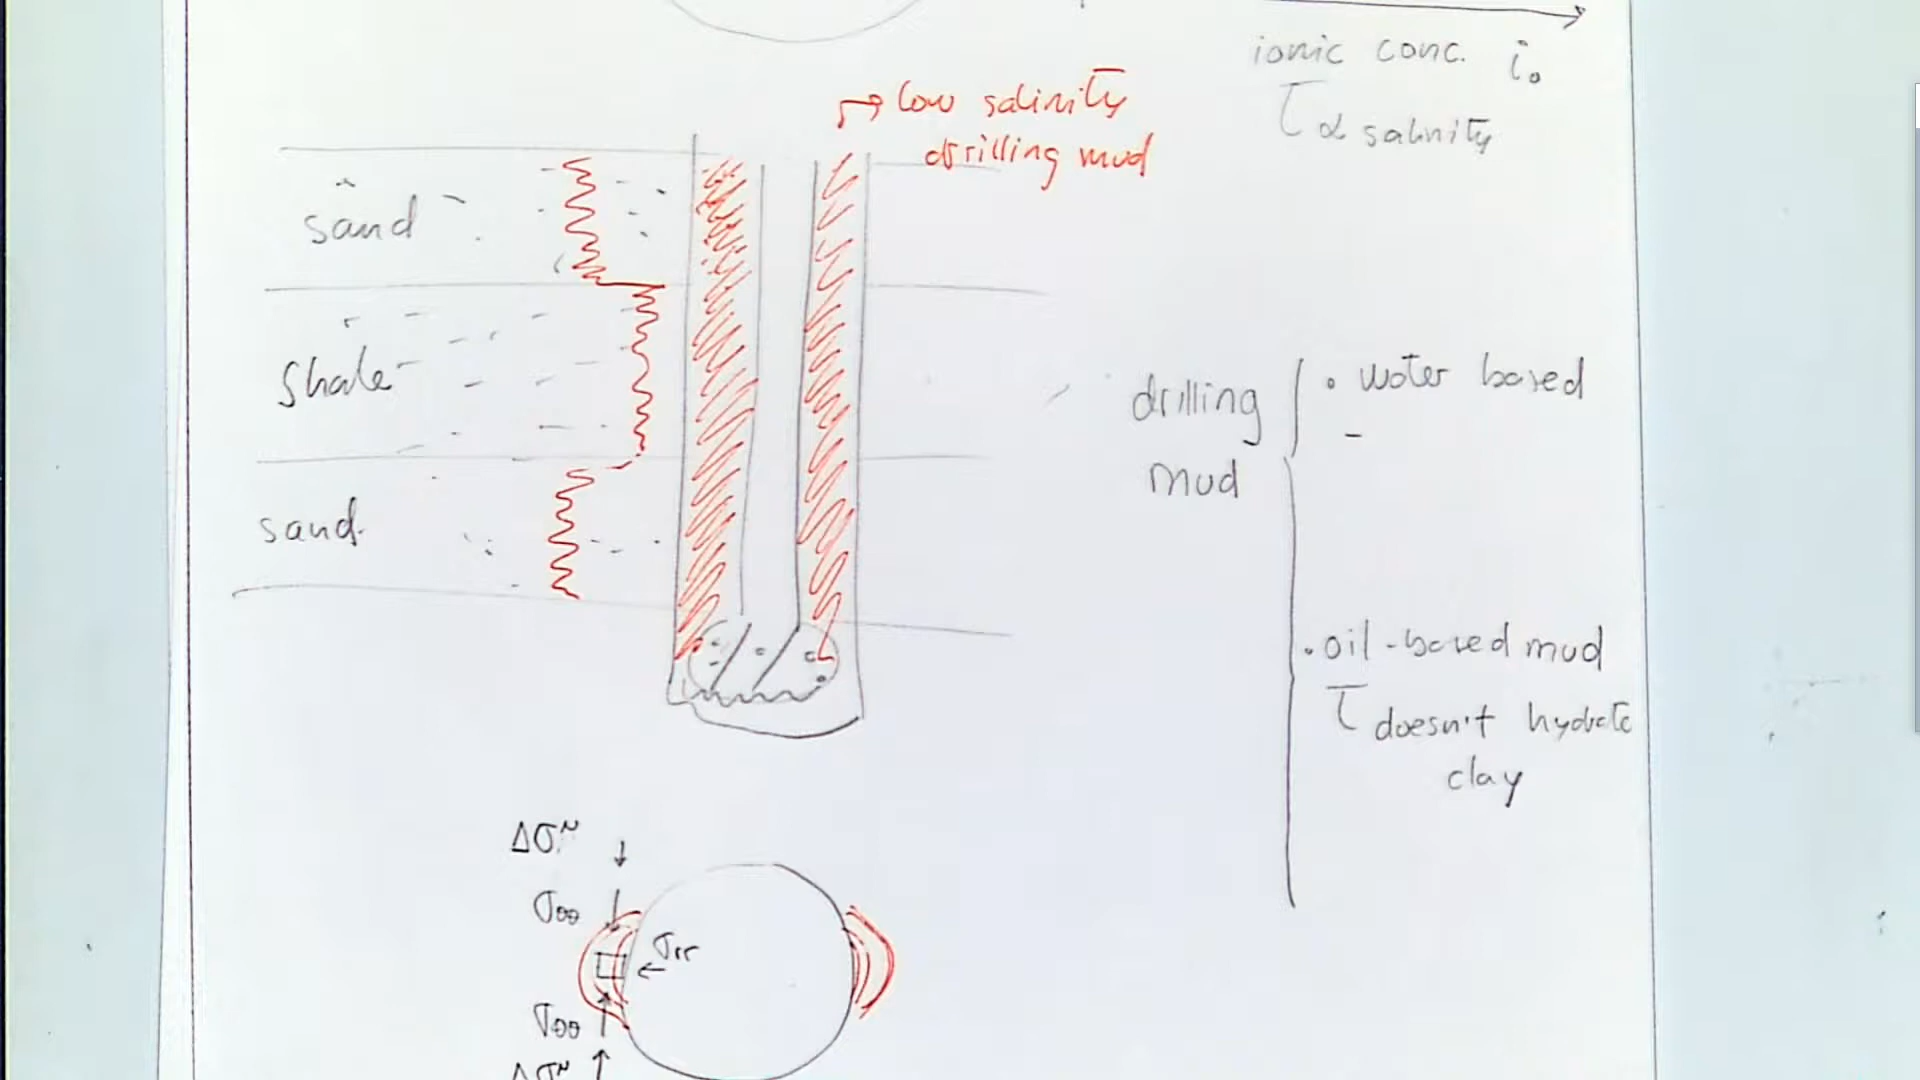 ionic conc. i₀
∝ salinity
low salinity
drilling mud
sand
shale
sand
drilling
mud
• water based
-
• oil-based mud
doesn't hydrate
clay
Δσ
σθθ
σrr
σθθ
Δσ